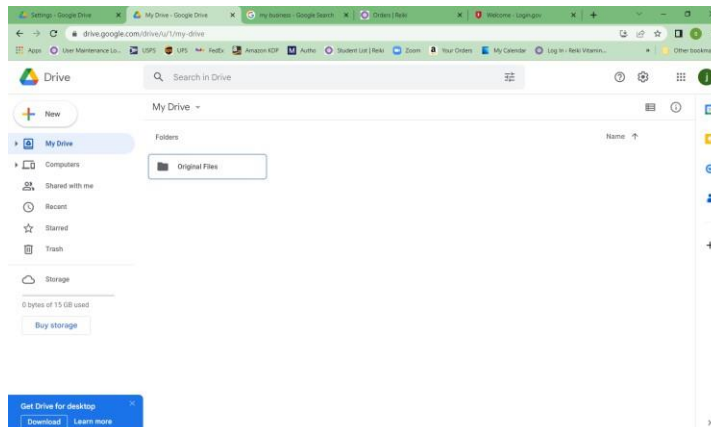 Settings - Google Drive
My Drive - Google Drive
my business - Google Search
Orders | Reiki
Welcome - Login.gov
drive.google.com/drive/u/1/my-drive
Apps
User Maintenance Lo...
USPS
UPS
FedEx
Amazon KDP
Autho
Student List | Reiki
Zoom
Your Orders
My Calendar
Log In ‹ Reiki Vitamin...
Other bookma
Drive
Search in Drive
j
New
My Drive
Folders
Name
My Drive
Computers
Original Files
Shared with me
Recent
Starred
Trash
Storage
0 bytes of 15 GB used
Buy storage
Get Drive for desktop
Download
Learn more